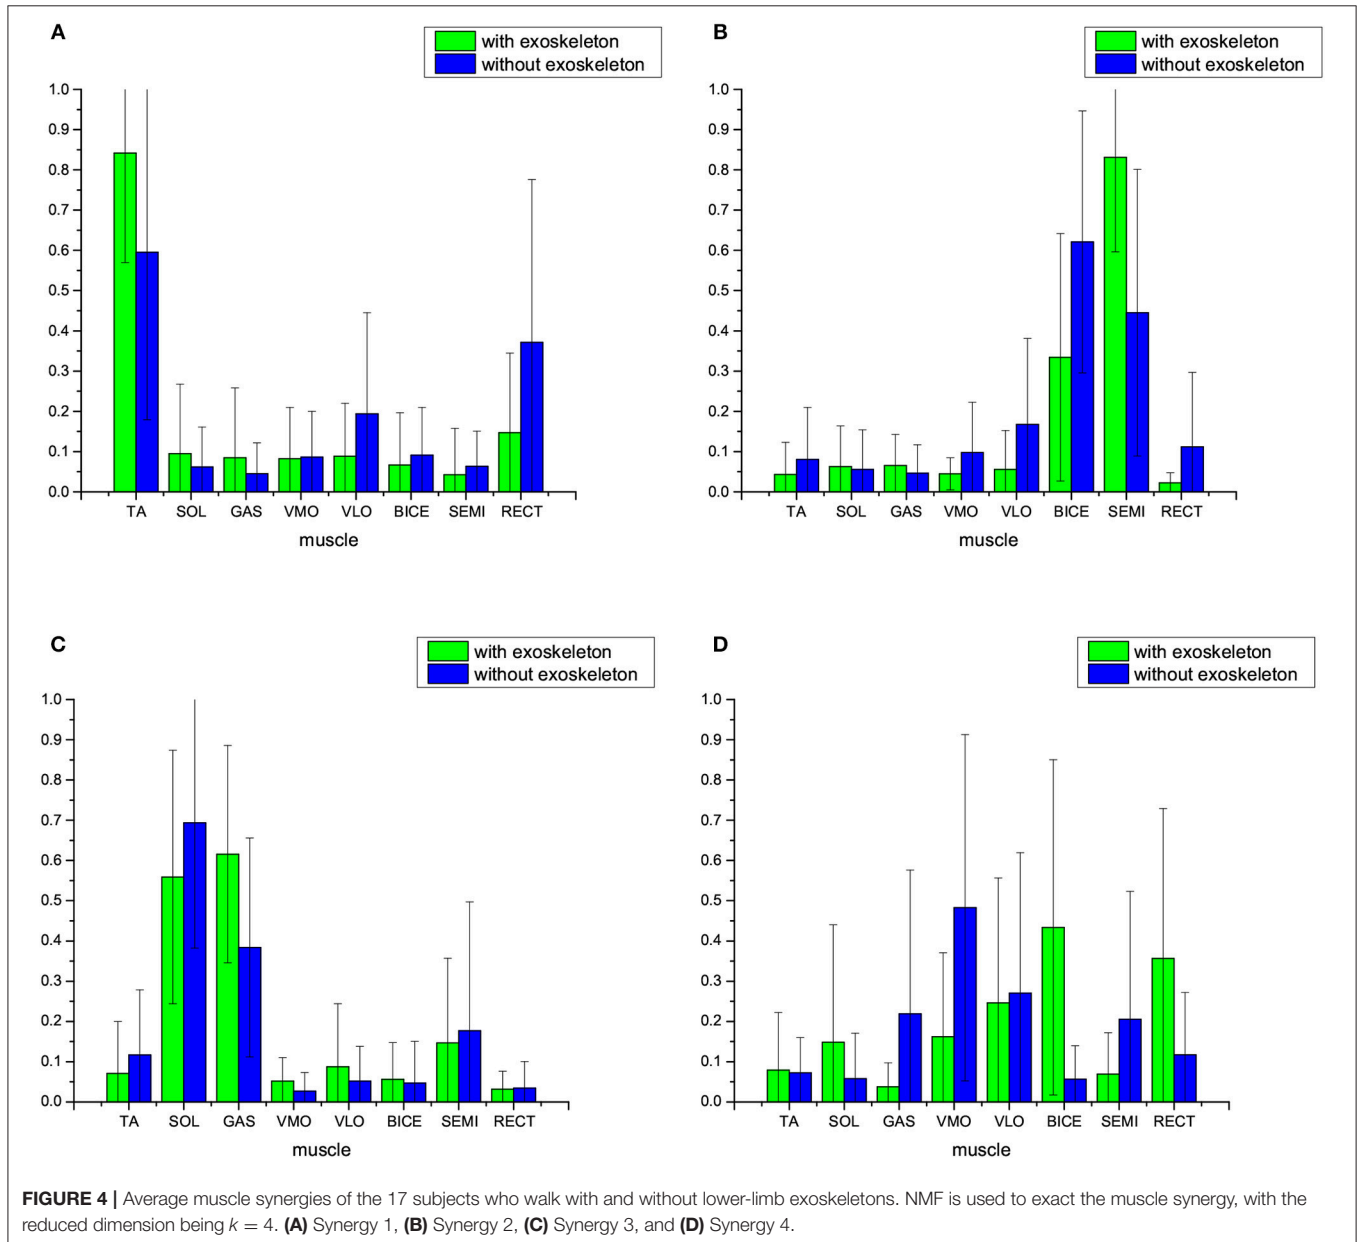 A
with exoskeleton
without exoskeleton
1.0
0.9
0.8
0.7
0.6
0.5
0.4
0.3
0.2
0.1
0.0
TA SOL GAS VMO VLO BICE SEMI RECT
muscle
B
with exoskeleton
without exoskeleton
1.0
0.9
0.8
0.7
0.6
0.5
0.4
0.3
0.2
0.1
0.0
TA SOL GAS VMO VLO BICE SEMI RECT
muscle
C
with exoskeleton
without exoskeleton
1.0
0.9
0.8
0.7
0.6
0.5
0.4
0.3
0.2
0.1
0.0
TA SOL GAS VMO VLO BICE SEMI RECT
muscle
D
with exoskeleton
without exoskeleton
1.0
0.9
0.8
0.7
0.6
0.5
0.4
0.3
0.2
0.1
0.0
TA SOL GAS VMO VLO BICE SEMI RECT
muscle
FIGURE 4 | Average muscle synergies of the 17 subjects who walk with and without lower-limb exoskeletons. NMF is used to exact the muscle synergy, with the
reduced dimension being k = 4. (A) Synergy 1, (B) Synergy 2, (C) Synergy 3, and (D) Synergy 4.